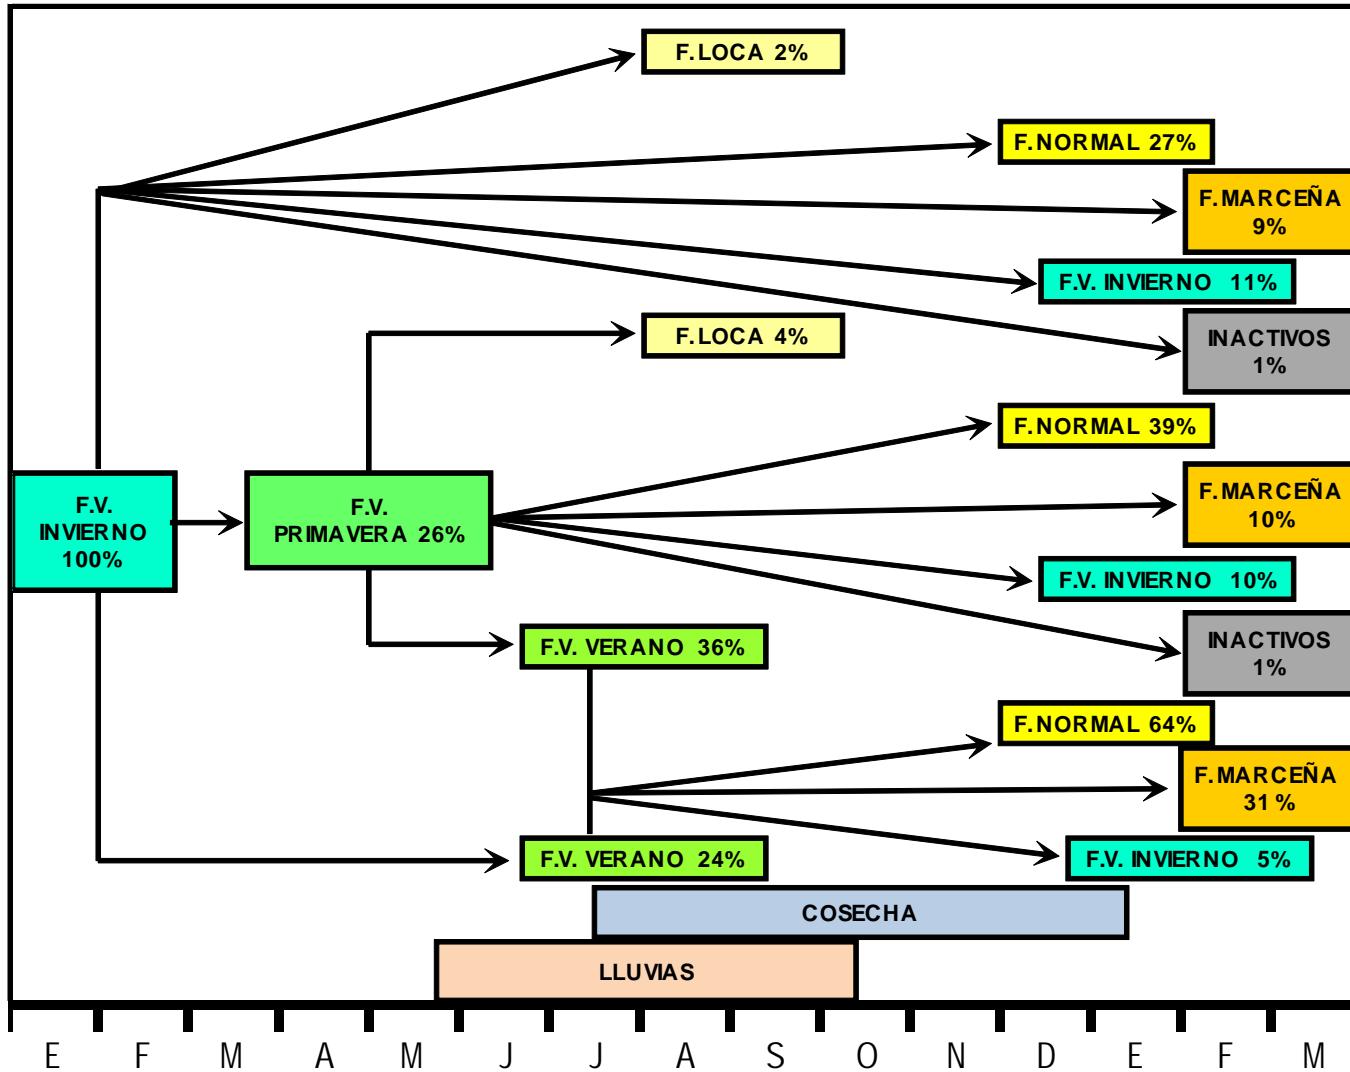 F.LOCA 2%
F.NORMAL 27%
F.MARCEÑA
9%
F.V. INVIERNO 11%
F.LOCA 4%
INACTIVOS
1%
F.NORMAL 39%
F.V.
INVIERNO
100%
F.V.
PRIMAVERA 26%
F.MARCEÑA
10%
F.V. INVIERNO 10%
F.V. VERANO 36%
INACTIVOS
1%
F.NORMAL 64%
F.MARCEÑA
31 %
F.V. VERANO 24%
F.V. INVIERNO 5%
COSECHA
LLUVIAS
E F M A M J J A S O N D E F M